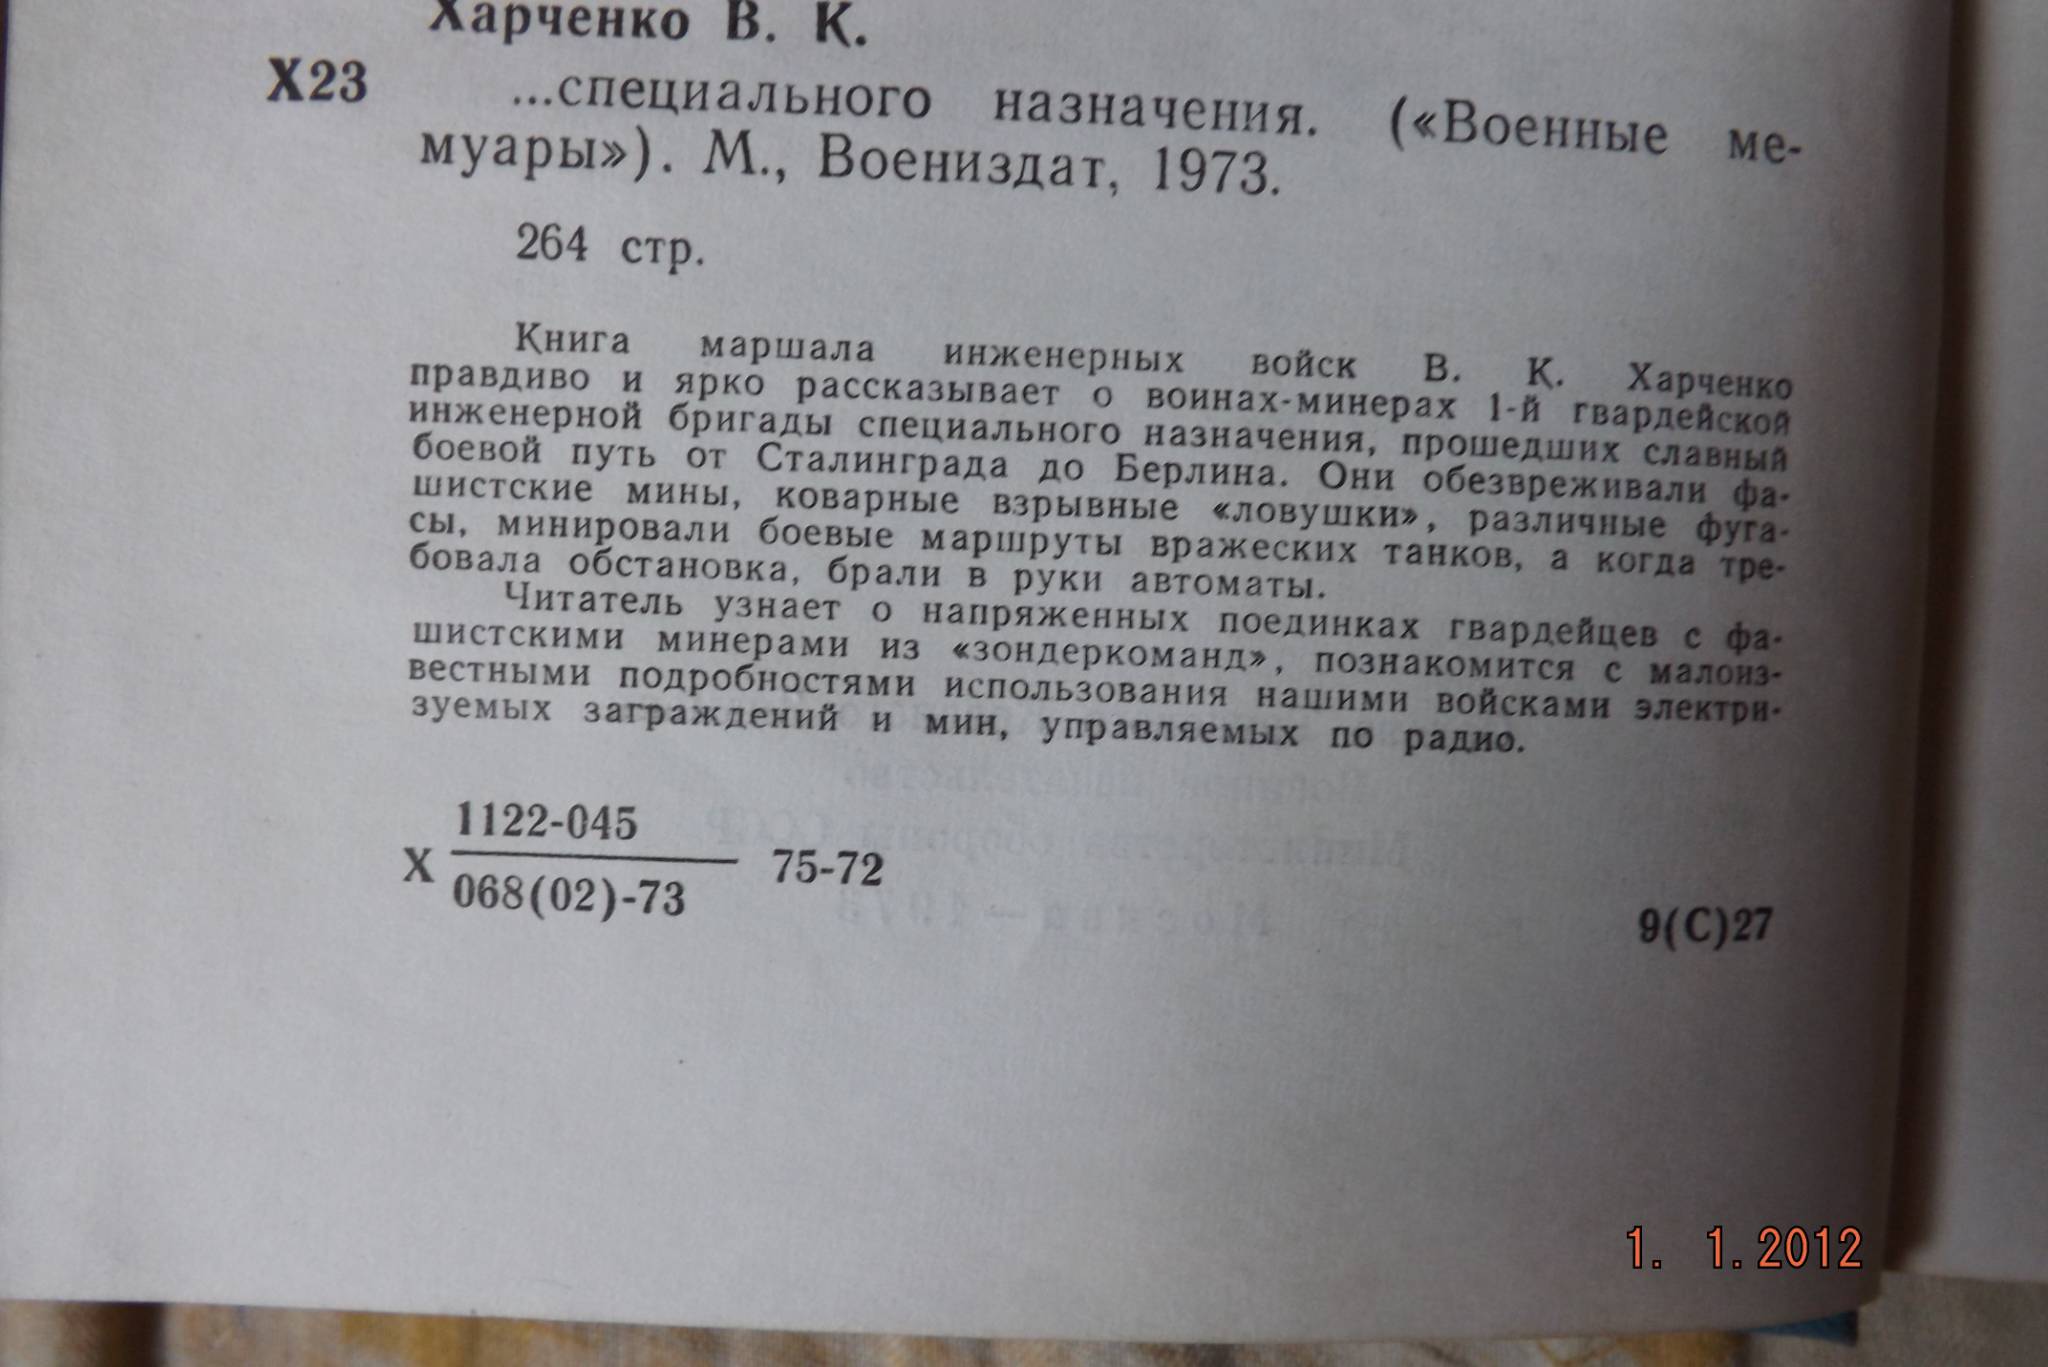 Харченко В. К.
Х23
...специального назначения. («Военные ме-
муары»). М., Воениздат, 1973.
264 стр.
Книга маршала инженерных войск В. К. Харченко
правдиво и ярко рассказывает о воинах-минерах 1-й гвардейской
инженерной бригады специального назначения, прошедших славный
боевой путь от Сталинграда до Берлина. Они обезвреживали фа-
шистские мины, коварные взрывные «ловушки», различные фуга-
сы, минировали боевые маршруты вражеских танков, а когда тре-
бовала обстановка, брали в руки автоматы.
Читатель узнает о напряженных поединках гвардейцев с фа-
шистскими минерами из «зондеркоманд», познакомится с малоиз-
вестными подробностями использования нашими войсками электри-
зуемых заграждений и мин, управляемых по радио.
1122-045
Х 75-72
068(02)-73
9(С)27
1. 1.2012